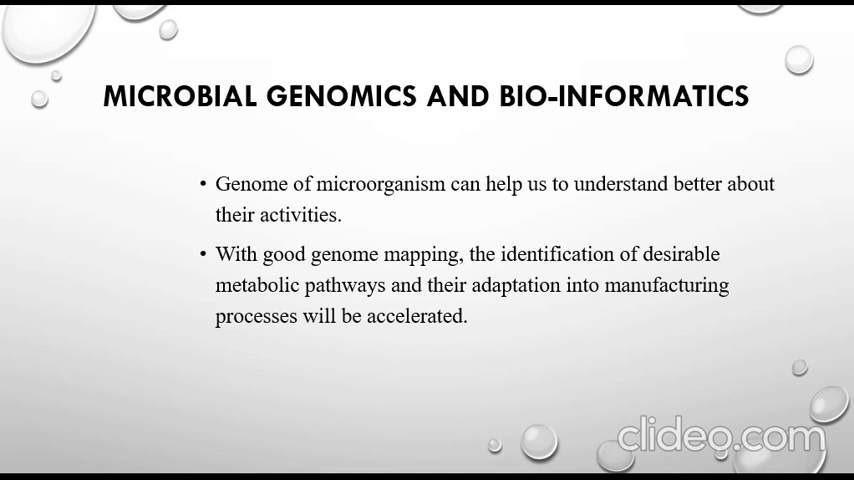 MICROBIAL GENOMICS AND BIO-INFORMATICS
• Genome of microorganism can help us to understand better about
their activities.
• With good genome mapping, the identification of desirable
metabolic pathways and their adaptation into manufacturing
processes will be accelerated.
clideo.com